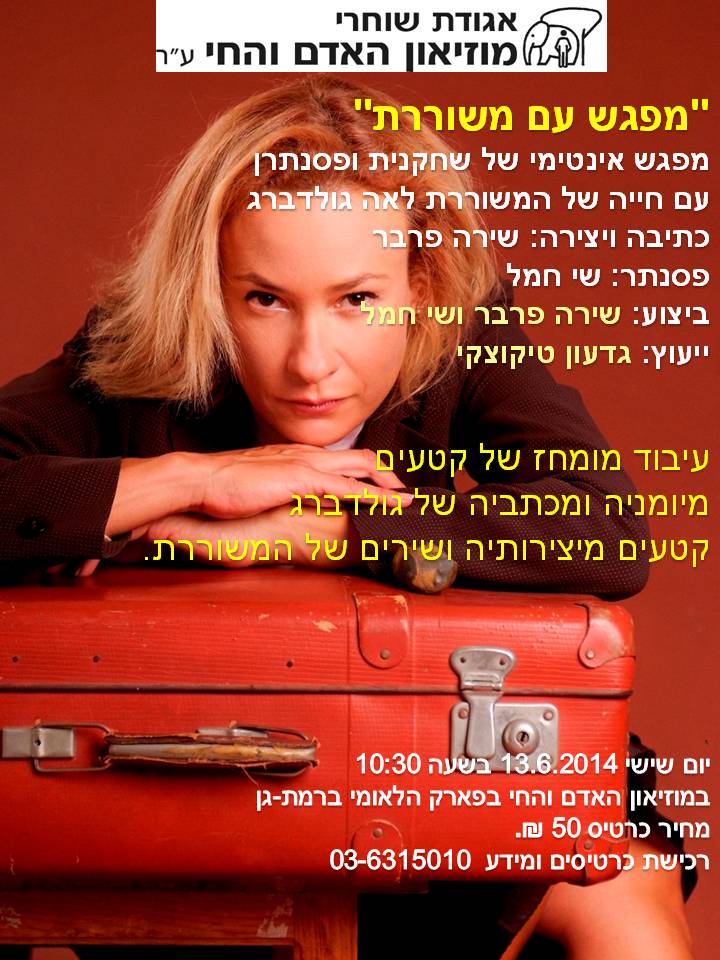 אגודת שוחרי
מוזיאון האדם והחי ע״ר
"מפגש עם משוררת"
מפגש אינטימי של שחקנית ופסנתרן
עם חייה של המשוררת לאה גולדברג
כתיבה ויצירה: שירה פרבר
פסנתר: שי חמל
ביצוע: שירה פרבר ושי חמל
ייעוץ: גדעון טיקוצקי
עיבוד מומחז של קטעים
מיומניה ומכתביה של גולדברג
קטעים מיצירותיה ושירים של המשוררת.
יום שישי 13.6.2014 בשעה 10:30
במוזיאון האדם והחי בפארק הלאומי ברמת-גן
מחיר כרטיס 50 ₪.
רכישת כרטיסים ומידע 03-6315010